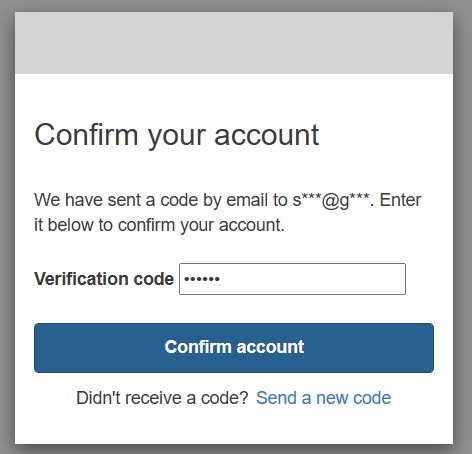 Confirm your account
We have sent a code by email to s***@g***. Enter
it below to confirm your account.
Verification code ••••••
Confirm account
Didn't receive a code? Send a new code